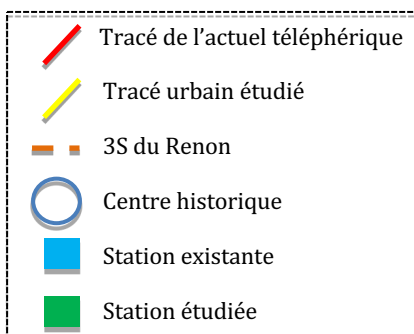 Tracé de l’actuel téléphérique
Tracé urbain étudié
3S du Renon
Centre historique
Station existante
Station étudiée